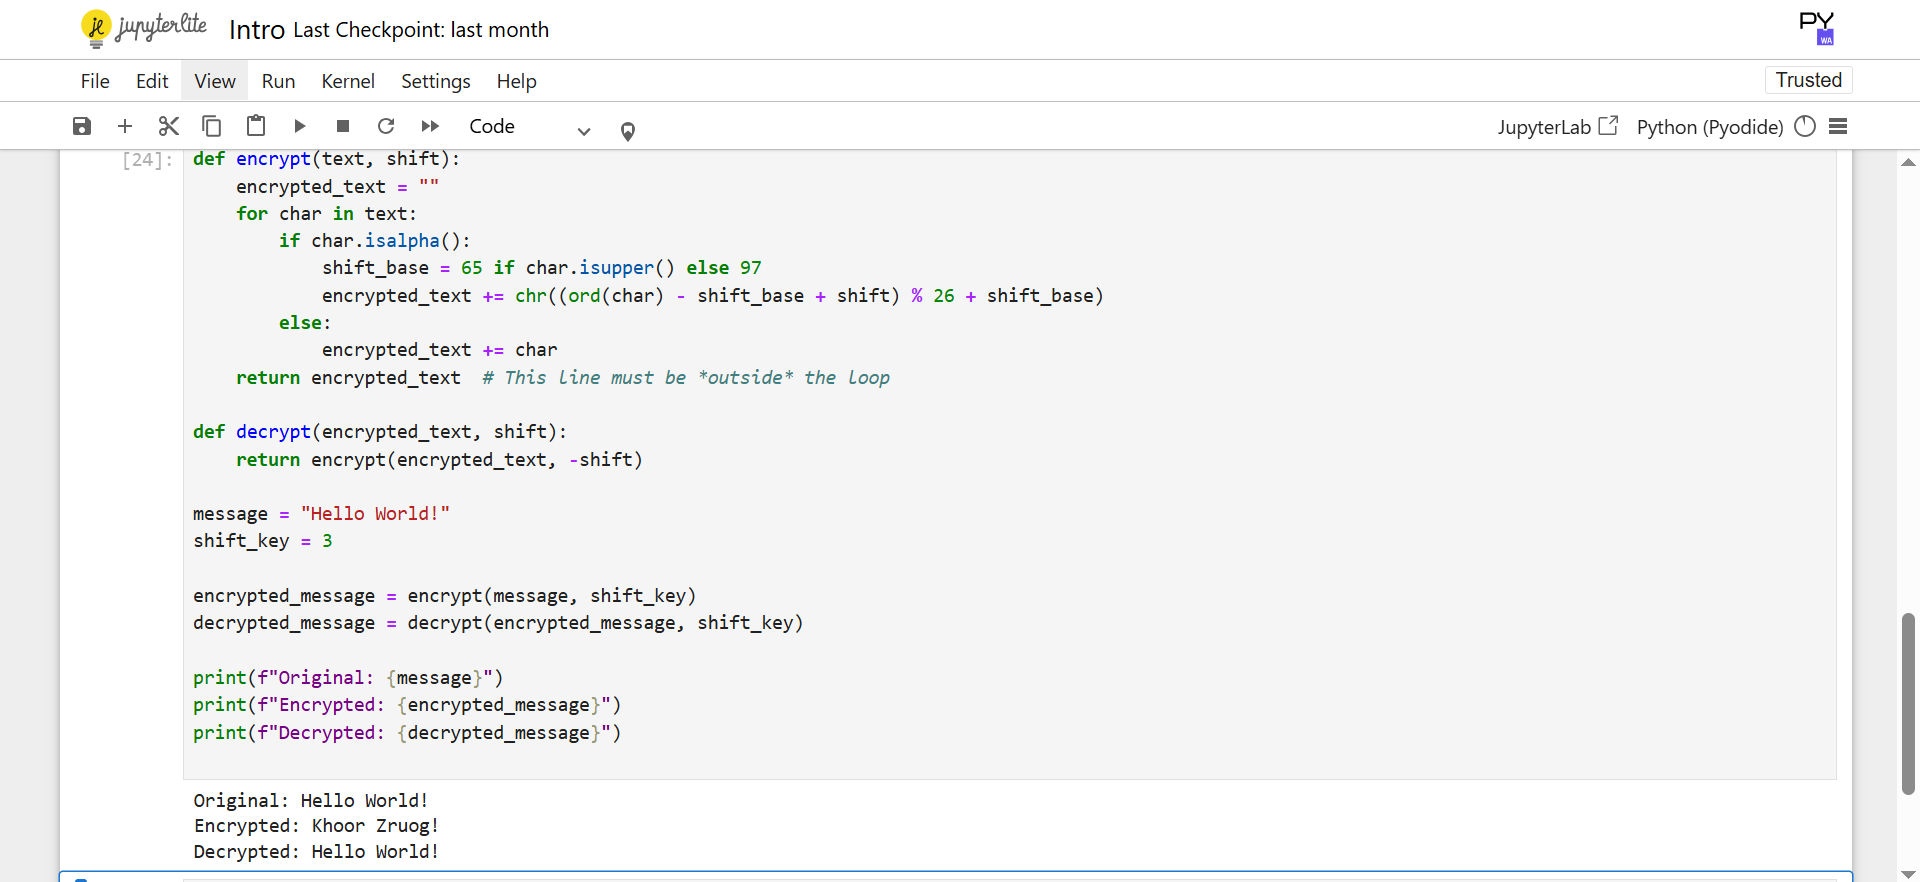 jupyterlite Intro Last Checkpoint: last month PY WA
File Edit View Run Kernel Settings Help Trusted
Code JupyterLab Python (Pyodide)
[24]: def encrypt(text, shift):
    encrypted_text = ""
    for char in text:
        if char.isalpha():
            shift_base = 65 if char.isupper() else 97
            encrypted_text += chr((ord(char) - shift_base + shift) % 26 + shift_base)
        else:
            encrypted_text += char
    return encrypted_text  # This line must be *outside* the loop
def decrypt(encrypted_text, shift):
    return encrypt(encrypted_text, -shift)
message = "Hello World!"
shift_key = 3
encrypted_message = encrypt(message, shift_key)
decrypted_message = decrypt(encrypted_message, shift_key)
print(f"Original: {message}")
print(f"Encrypted: {encrypted_message}")
print(f"Decrypted: {decrypted_message}")
Original: Hello World!
Encrypted: Khoor Zruog!
Decrypted: Hello World!